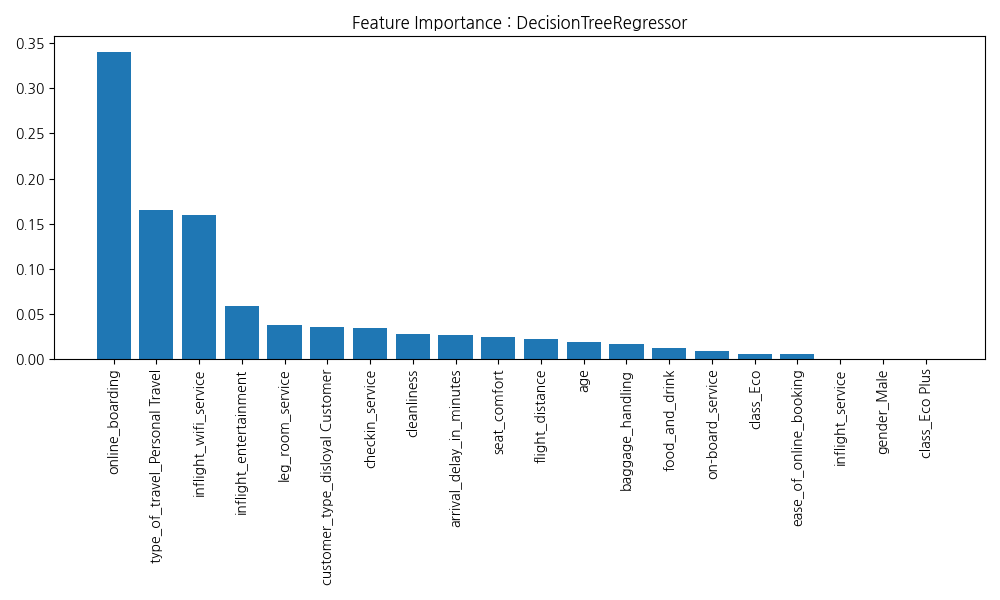 Feature Importance : DecisionTreeRegressor
0.35
0.30
0.25
0.20
0.15
0.10
0.05
0.00
online_boarding
type_of_travel_Personal Travel
inflight_wifi_service
inflight_entertainment
leg_room_service
customer_type_disloyal Customer
checkin_service
cleanliness
arrival_delay_in_minutes
seat_comfort
flight_distance
age
baggage_handling
food_and_drink
on-board_service
class_Eco
ease_of_online_booking
inflight_service
gender_Male
class_Eco Plus